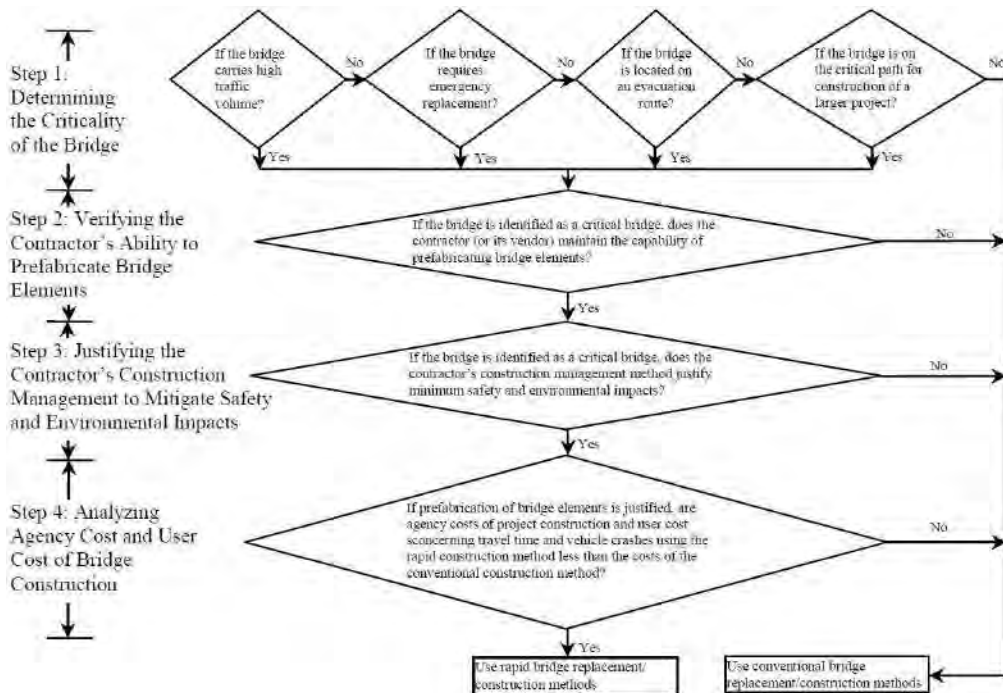 Step 1:
Determining
the Criticality
of the Bridge
If the bridge
carries high
traffic
volume?
No
If the bridge
requires
emergency
replacement?
No
If the bridge
is located on
an evacuation
route?
No
If the bridge is on
the critical path for
construction of a
larger project?
No
Yes
Yes
Yes
Yes
Step 2: Verifying the
Contractor's Ability to
Prefabricate Bridge
Elements
If the bridge is identified as a critical bridge, does the
contractor (or its vendor) maintain the capability of
prefabricating bridge elements?
No
Yes
Step 3: Justifying the
Contractor's Construction
Management to Mitigate Safety
and Environmental Impacts
If the bridge is identified as a critical bridge, does the
contractor's construction management method justify
minimum safety and environmental impacts?
No
Yes
Step 4: Analyzing
Agency Cost and User
Cost of Bridge
Construction
If prefabrication of bridge elements is justified, are
agency costs of project construction and user cost
sconcerning travel time and vehicle crashes using the
rapid construction method less than the costs of the
conventional construction method?
No
Yes
Use rapid bridge replacement/
construction methods
Use conventional bridge
replacement/construction methods